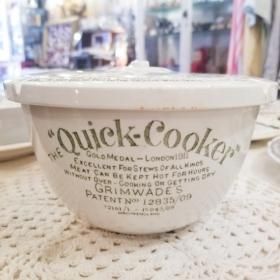 THE "QUICK-COOKER"
GOLD MEDAL — LONDON 1911
EXCELLENT FOR STEWS OF ALL KINDS
MEAT CAN BE KEPT HOT FOR HOURS
WITHOUT OVER-COOKING OR GETTING DRY
GRIMWADES
PATENT No 12835/09